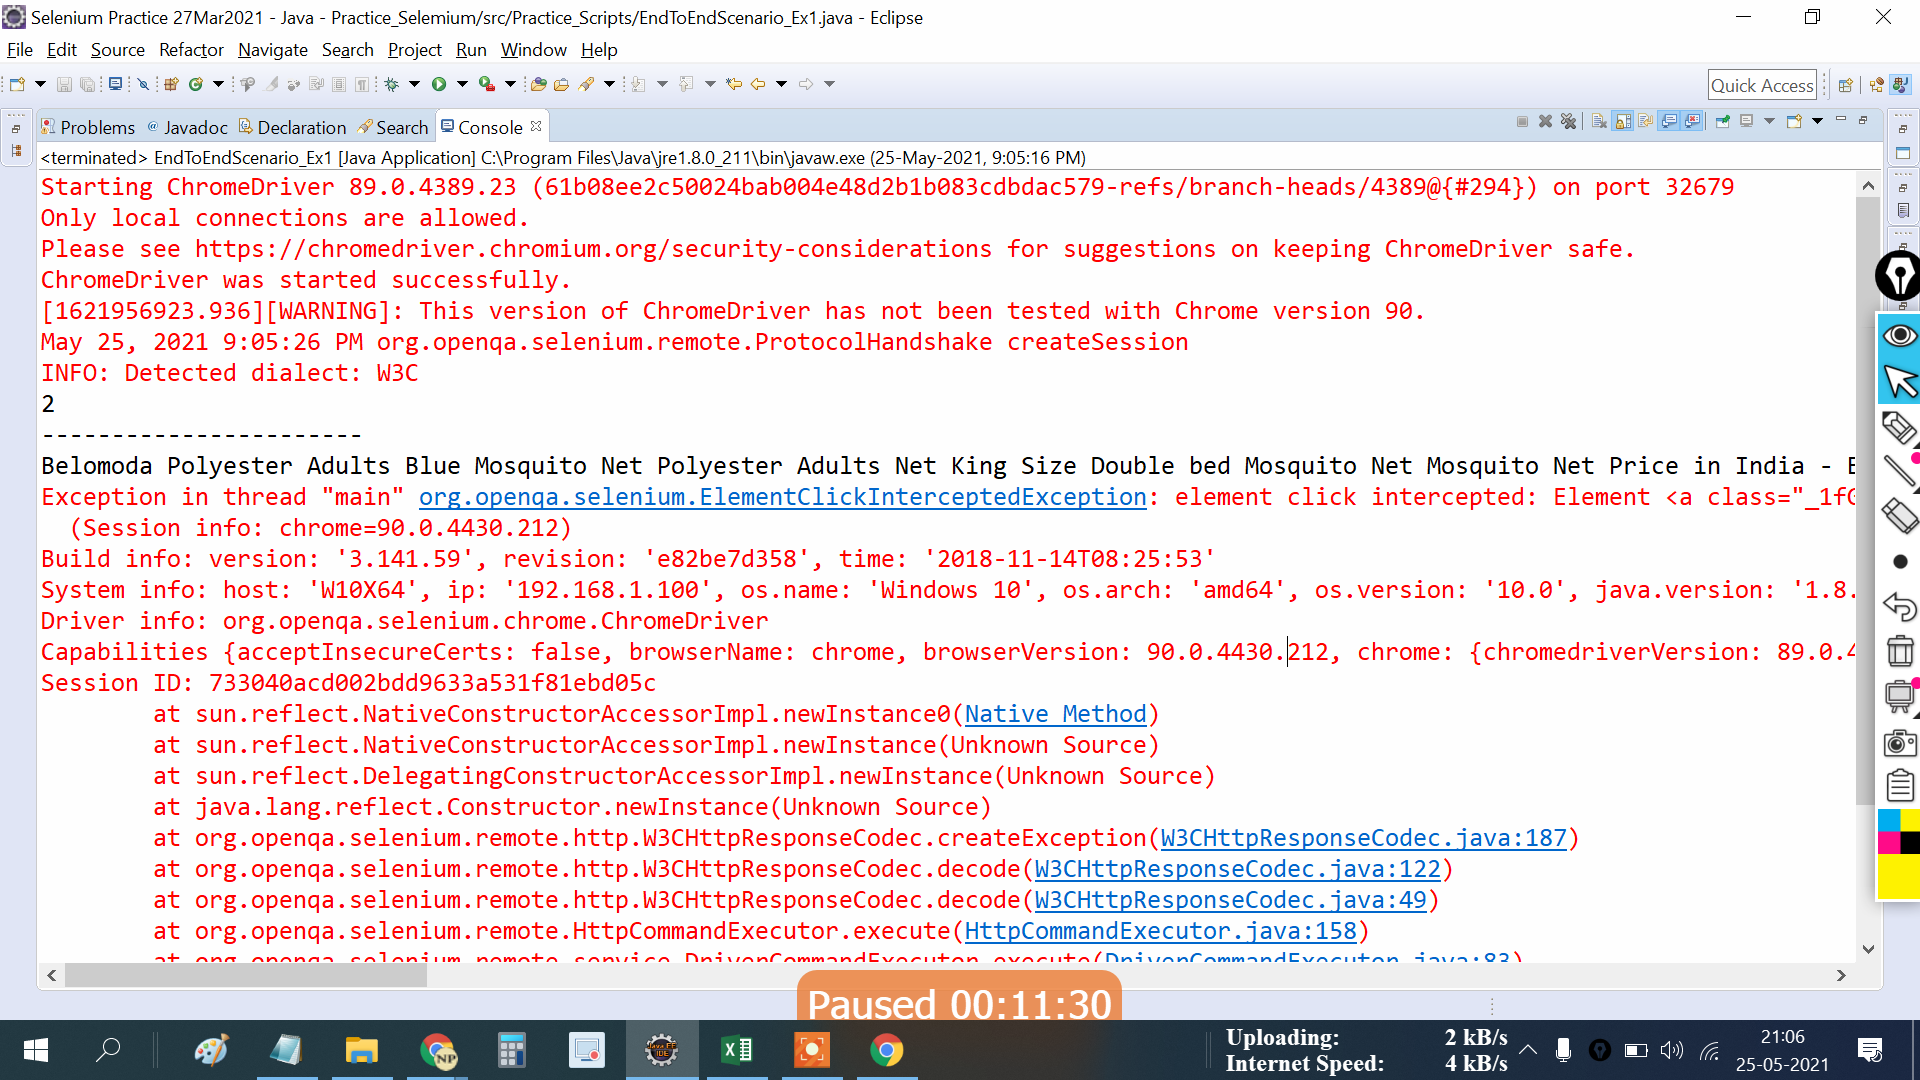 Selenium Practice 27Mar2021 - Java - Practice_Selemium/src/Practice_Scripts/EndToEndScenario_Ex1.java - Eclipse
File Edit Source Refactor Navigate Search Project Run Window Help
Quick Access
Problems @ Javadoc Declaration Search Console
<terminated> EndToEndScenario_Ex1 [Java Application] C:\Program Files\Java\jre1.8.0_211\bin\javaw.exe (25-May-2021, 9:05:16 PM)
Starting ChromeDriver 89.0.4389.23 (61b08ee2c50024bab004e48d2b1b083cdbdac579-refs/branch-heads/4389@{#294}) on port 32679
Only local connections are allowed.
Please see https://chromedriver.chromium.org/security-considerations for suggestions on keeping ChromeDriver safe.
ChromeDriver was started successfully.
[1621956923.936][WARNING]: This version of ChromeDriver has not been tested with Chrome version 90.
May 25, 2021 9:05:26 PM org.openqa.selenium.remote.ProtocolHandshake createSession
INFO: Detected dialect: W3C
2
-----------------------
Belomoda Polyester Adults Blue Mosquito Net Polyester Adults Net King Size Double bed Mosquito Net Mosquito Net Price in India -
Exception in thread "main" org.openqa.selenium.ElementClickInterceptedException: element click intercepted: Element <a class="_1f
(Session info: chrome=90.0.4430.212)
Build info: version: '3.141.59', revision: 'e82be7d358', time: '2018-11-14T08:25:53'
System info: host: 'W10X64', ip: '192.168.1.100', os.name: 'Windows 10', os.arch: 'amd64', os.version: '10.0', java.version: '1.8.
Driver info: org.openqa.selenium.chrome.ChromeDriver
Capabilities {acceptInsecureCerts: false, browserName: chrome, browserVersion: 90.0.4430.212, chrome: {chromedriverVersion: 89.0.4
Session ID: 733040acd002bdd9633a531f81ebd05c
at sun.reflect.NativeConstructorAccessorImpl.newInstance0(Native Method)
at sun.reflect.NativeConstructorAccessorImpl.newInstance(Unknown Source)
at sun.reflect.DelegatingConstructorAccessorImpl.newInstance(Unknown Source)
at java.lang.reflect.Constructor.newInstance(Unknown Source)
at org.openqa.selenium.remote.http.W3CHttpResponseCodec.createException(W3CHttpResponseCodec.java:187)
at org.openqa.selenium.remote.http.W3CHttpResponseCodec.decode(W3CHttpResponseCodec.java:122)
at org.openqa.selenium.remote.http.W3CHttpResponseCodec.decode(W3CHttpResponseCodec.java:49)
at org.openqa.selenium.remote.HttpCommandExecutor.execute(HttpCommandExecutor.java:158)
at org.openqa.selenium.remote.service.DriverCommandExecutor.execute(DriverCommandExecutor.java:83)
Paused 00:11:30
NP
Uploading: 2 kB/s
Internet Speed: 4 kB/s
21:06
25-05-2021